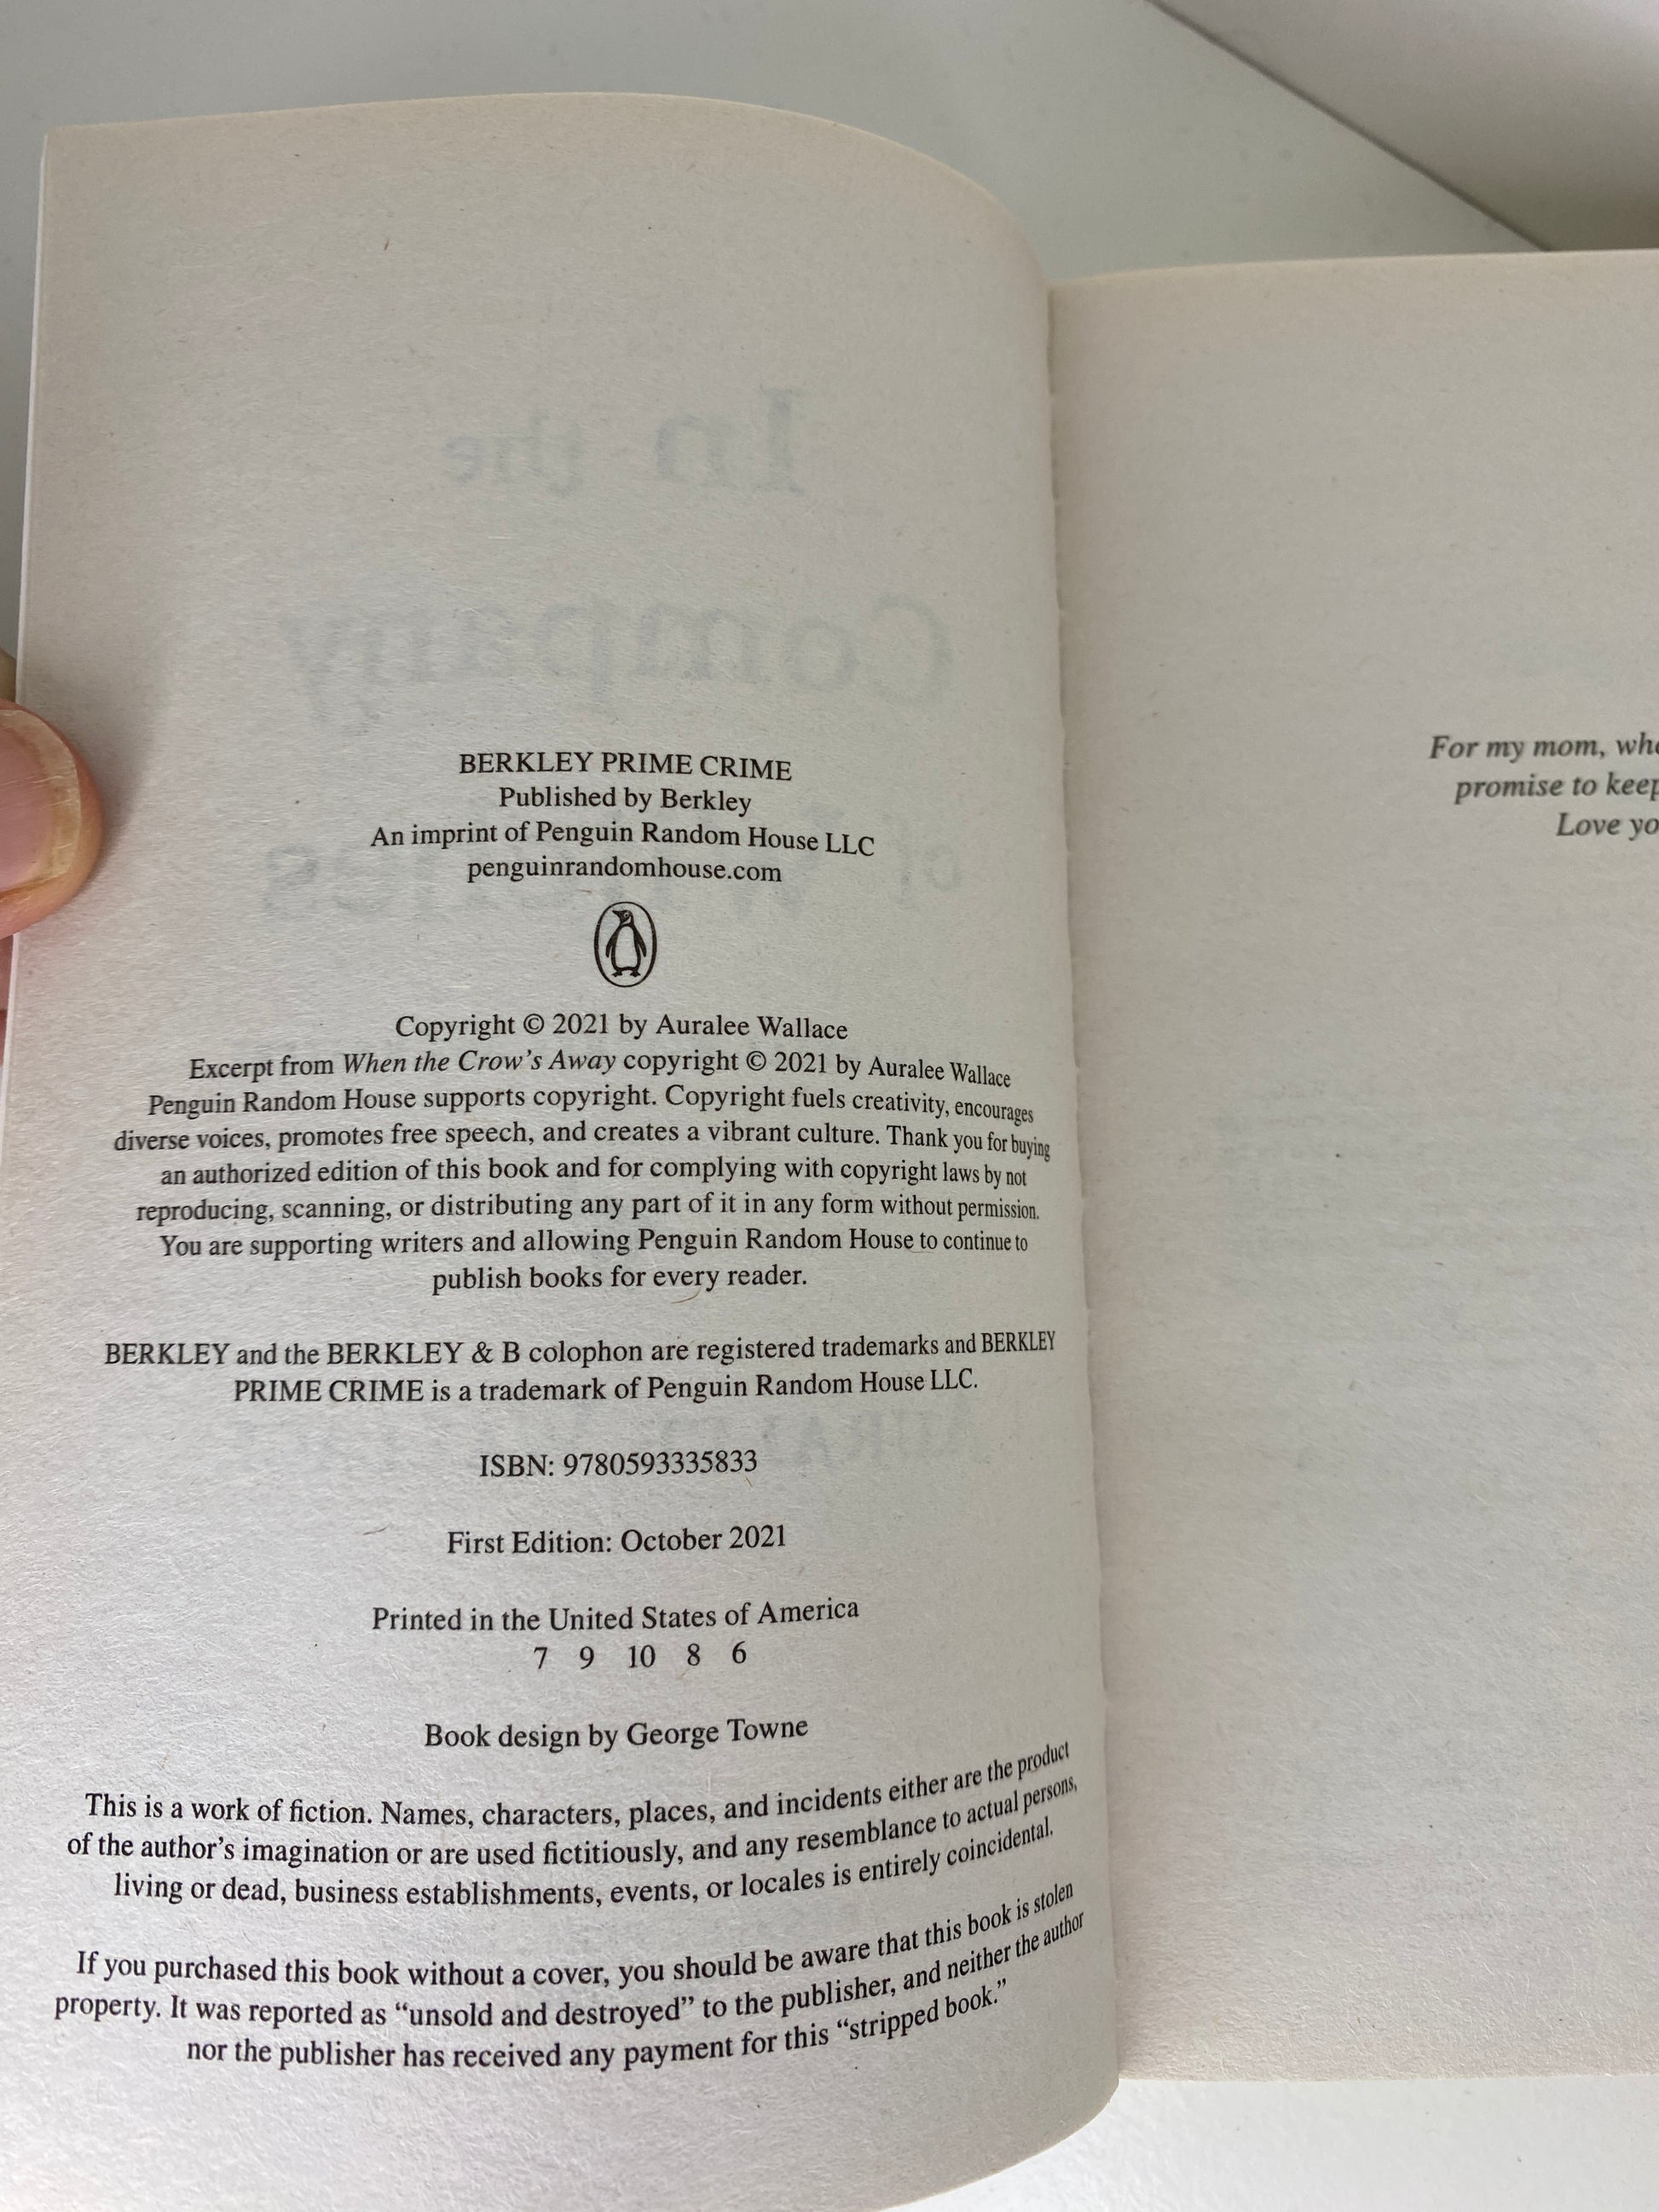 In the
Company
of Witches
BERKLEY PRIME CRIME
Published by Berkley
An imprint of Penguin Random House LLC
penguinrandomhouse.com
Copyright © 2021 by Auralee Wallace
Excerpt from When the Crow's Away copyright © 2021 by Auralee Wallace
Penguin Random House supports copyright. Copyright fuels creativity, encourages
diverse voices, promotes free speech, and creates a vibrant culture. Thank you for buying
an authorized edition of this book and for complying with copyright laws by not
reproducing, scanning, or distributing any part of it in any form without permission.
You are supporting writers and allowing Penguin Random House to continue to
publish books for every reader.
BERKLEY and the BERKLEY & B colophon are registered trademarks and BERKLEY
PRIME CRIME is a trademark of Penguin Random House LLC.
ISBN: 9780593335833
First Edition: October 2021
Printed in the United States of America
7 9 10 8 6
Book design by George Towne
This is a work of fiction. Names, characters, places, and incidents either are the product
of the author's imagination or are used fictitiously, and any resemblance to actual persons,
living or dead, business establishments, events, or locales is entirely coincidental.
If you purchased this book without a cover, you should be aware that this book is stolen
property. It was reported as “unsold and destroyed” to the publisher, and neither the author
nor the publisher has received any payment for this “stripped book.”
For my mom,
promise to
Love